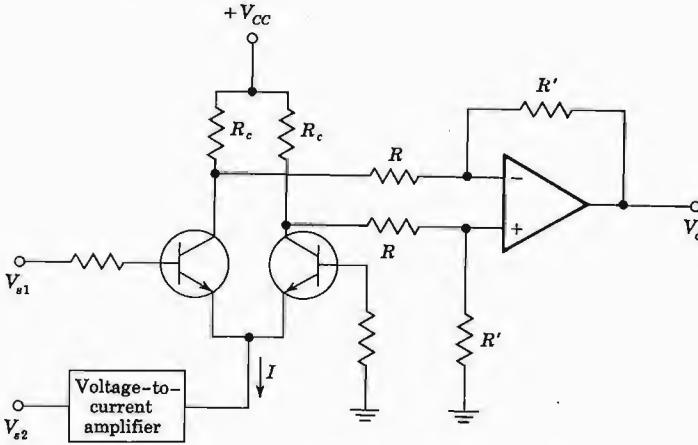 +V_CC
R_c
R_c
R'
R
−
R
+
V_o
V_s1
R'
I
Voltage-to-
current
amplifier
V_s2